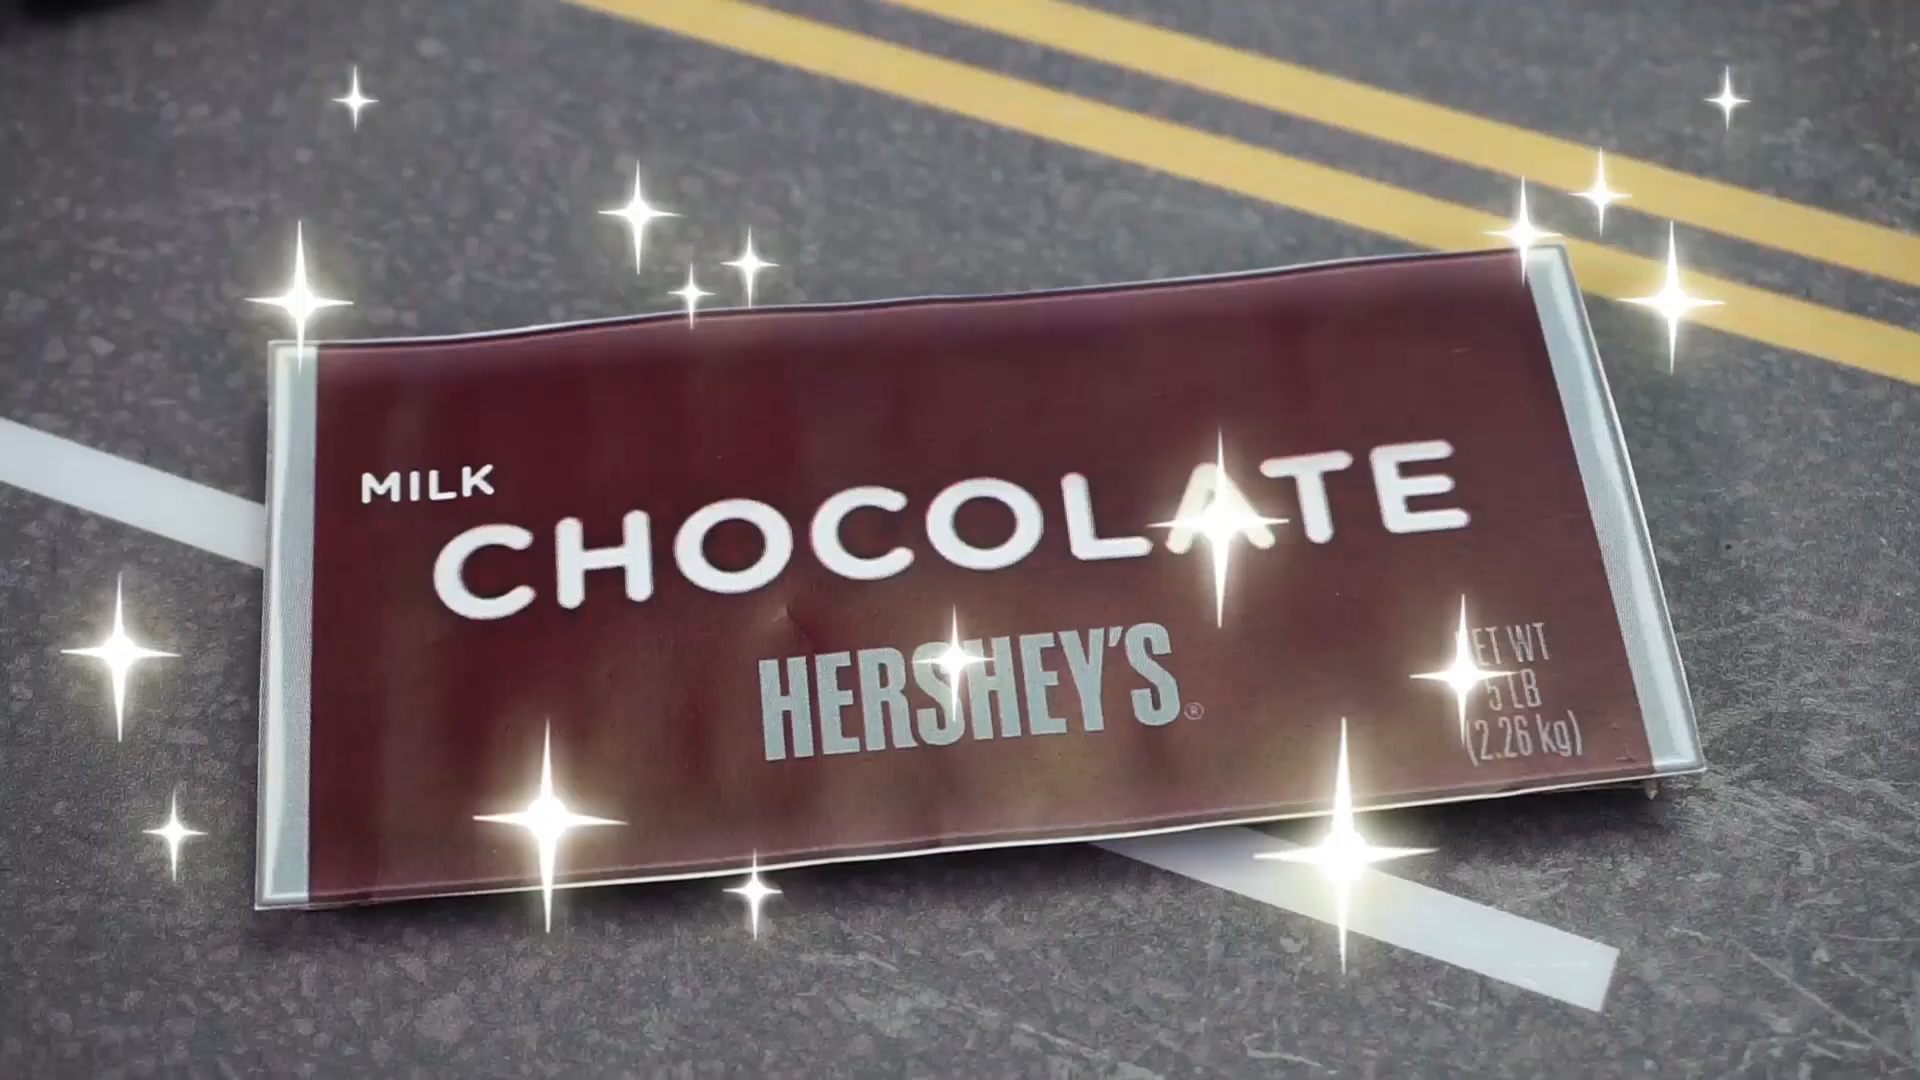 MILK
CHOCOLATE
HERSHEY'S®
NET WT
5 LB
(2.26 kg)